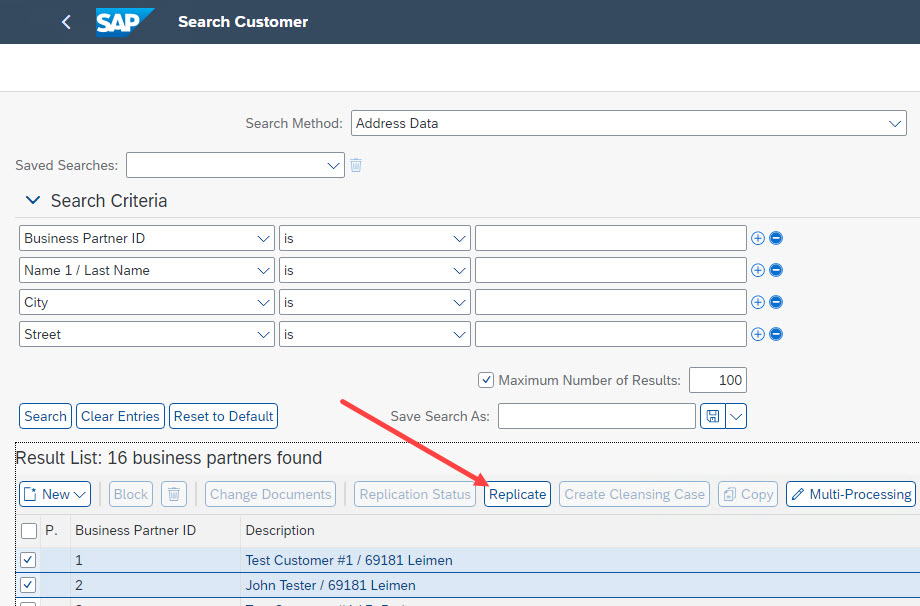 SAP Search Customer
Search Method: Address Data
Saved Searches:
Search Criteria
Business Partner ID is
Name 1 / Last Name is
City is
Street is
Maximum Number of Results: 100
Search Clear Entries Reset to Default Save Search As:
Result List: 16 business partners found
New Block Change Documents Replication Status Replicate Create Cleansing Case Copy Multi-Processing
P. Business Partner ID Description
1 Test Customer #1 / 69181 Leimen
2 John Tester / 69181 Leimen